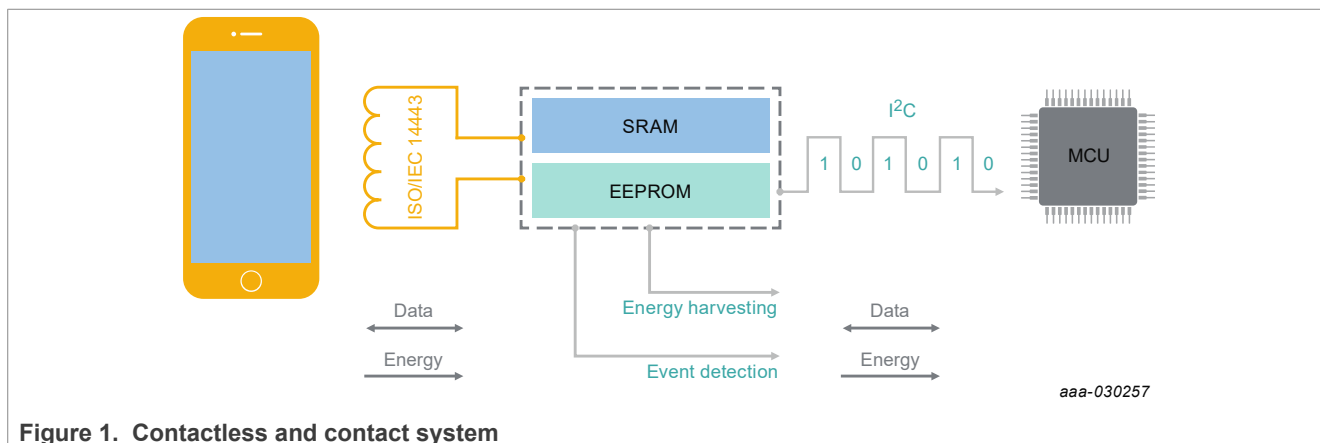 ISO/IEC 14443
SRAM
EEPROM
I²C
1 0 1 0 1 0
MCU
Energy harvesting
Event detection
Data
Energy
Data
Energy
aaa-030257
Figure 1. Contactless and contact system